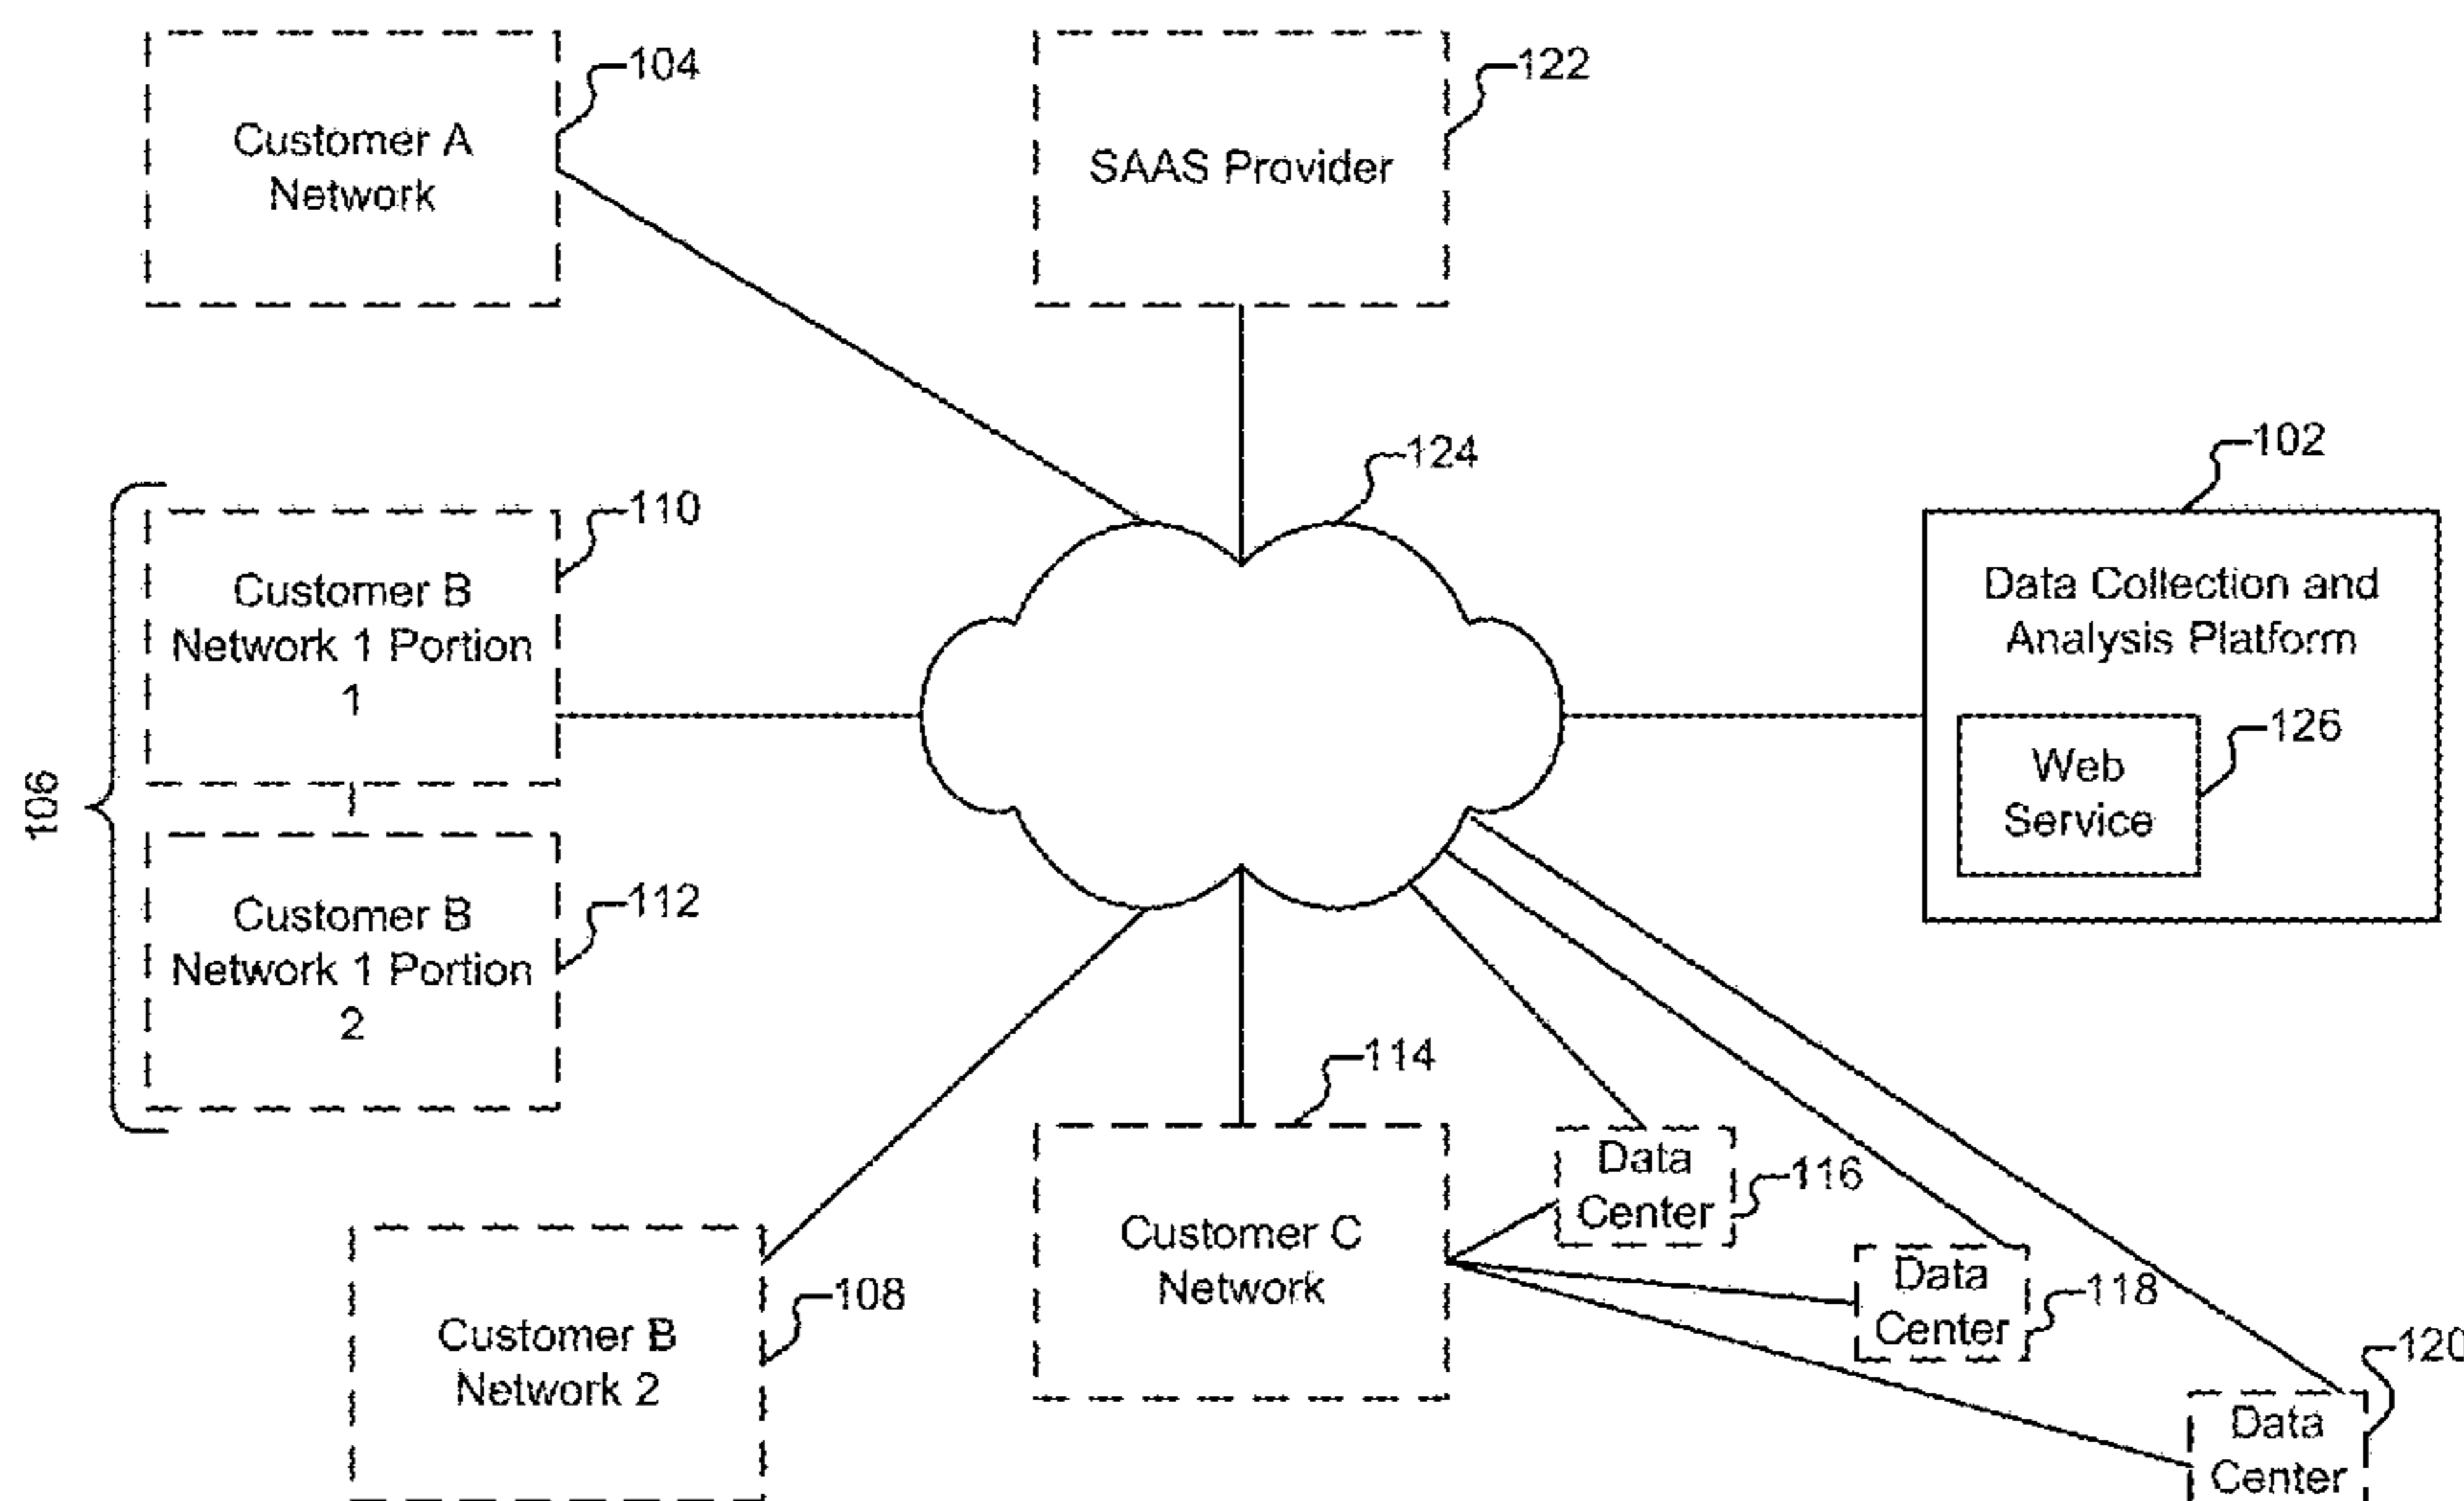 104
Customer A
Network
122
SAAS Provider
124
102
Data Collection and
Analysis Platform
126
Web
Service
106
110
Customer B
Network 1 Portion
1
112
Customer B
Network 1 Portion
2
108
Customer B
Network 2
114
Customer C
Network
116
Data
Center
118
Data
Center
120
Data
Center